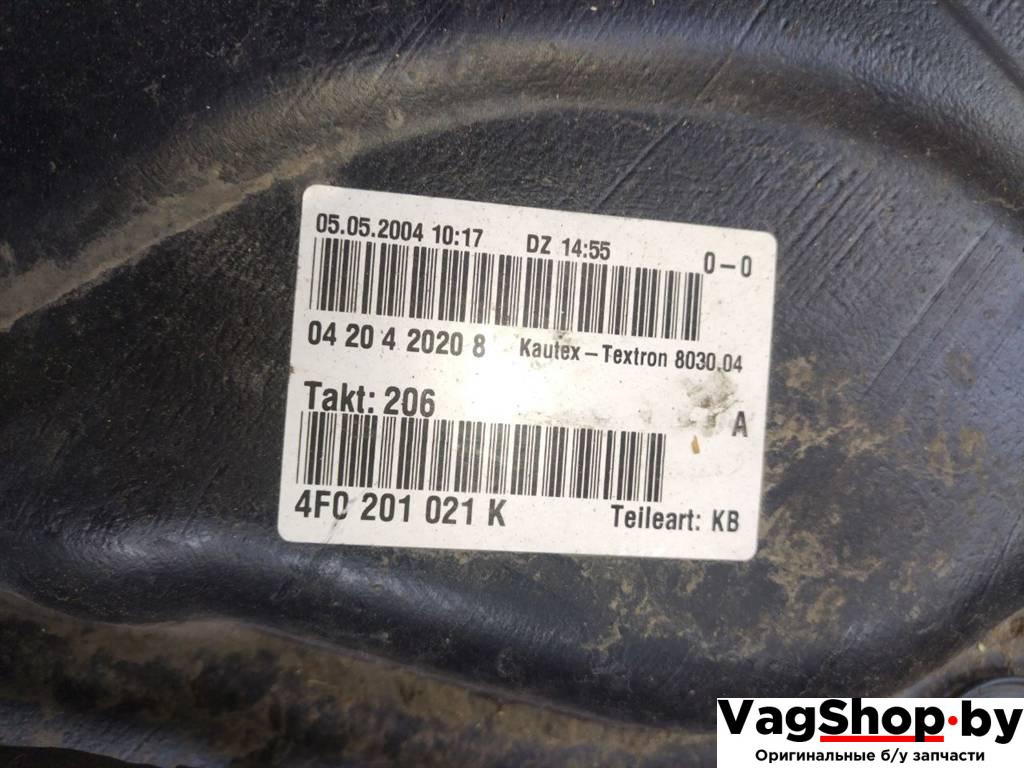 05.05.2004 10:17 DZ 14:55 0-0
04 20 4 2020 8 Kautex-Textron 8030.04
Takt: 206 A
4F0 201 021 K Teileart: KB
VagShop.by
Оригинальные б/у запчасти